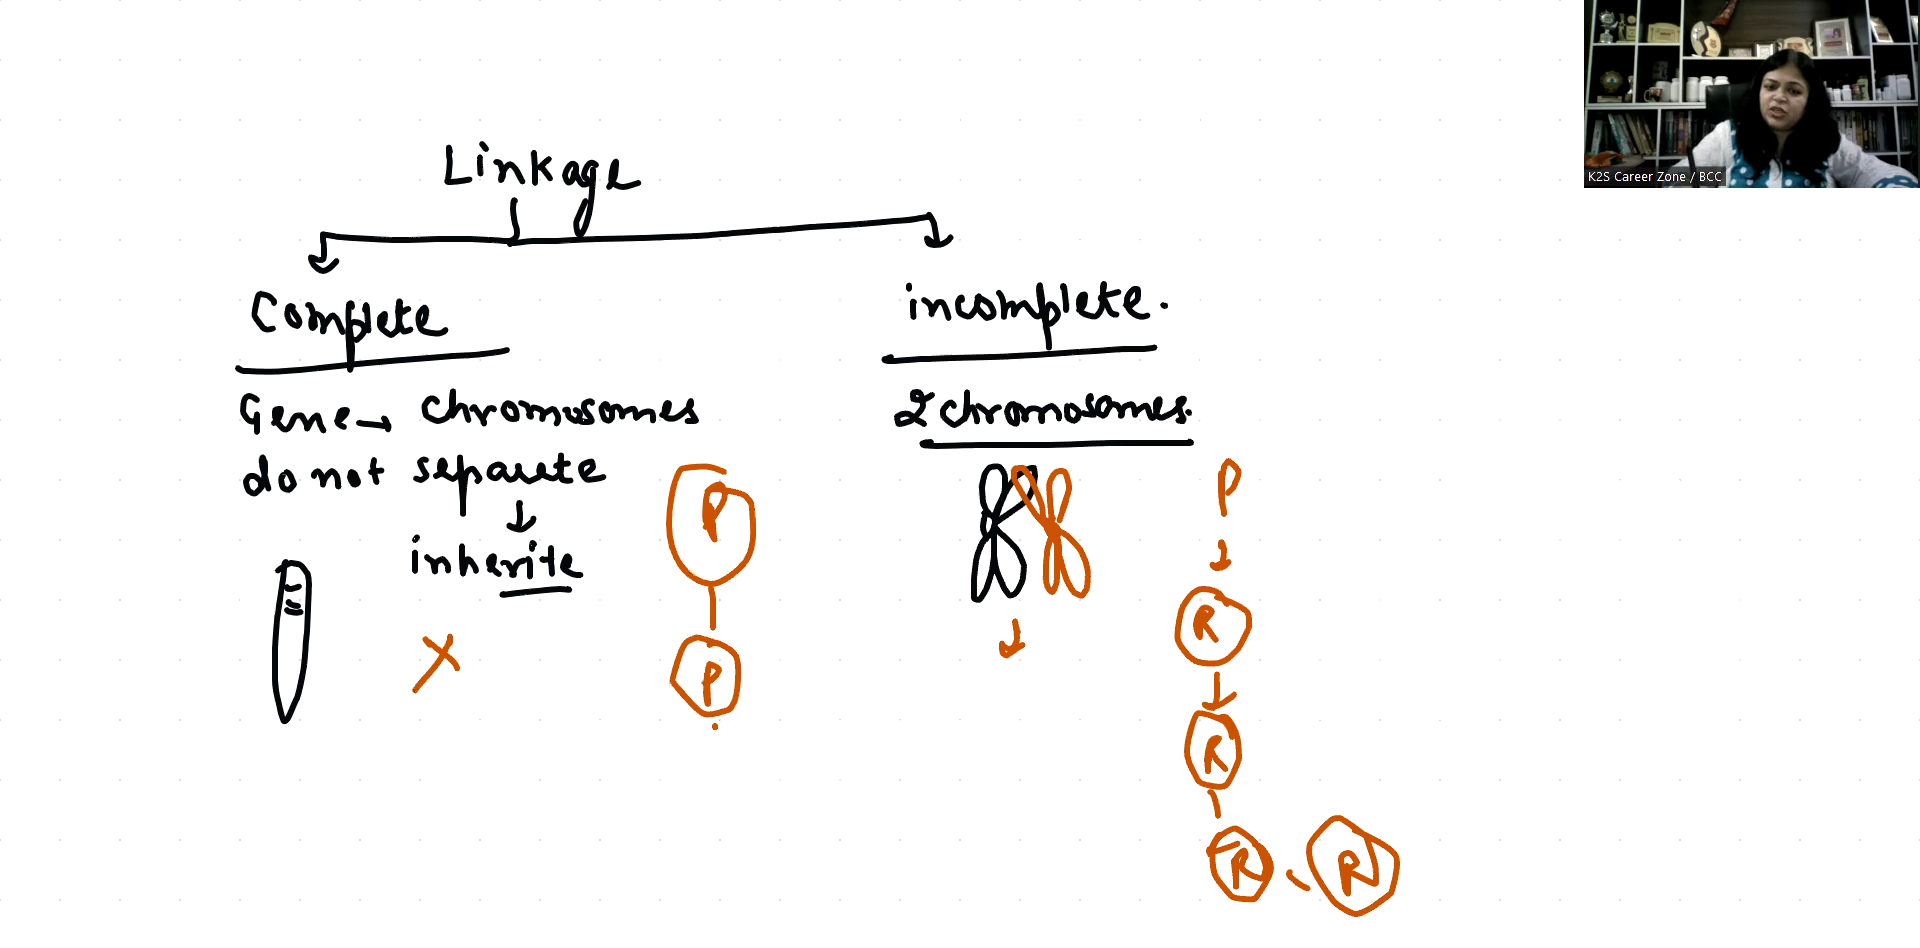 Linkage
Complete
incomplete.
Gene → chromosomes
do not separate
↓
inherite
2 chromosomes.
P
P
P
R
R
R
R
K2S Career Zone / BCC